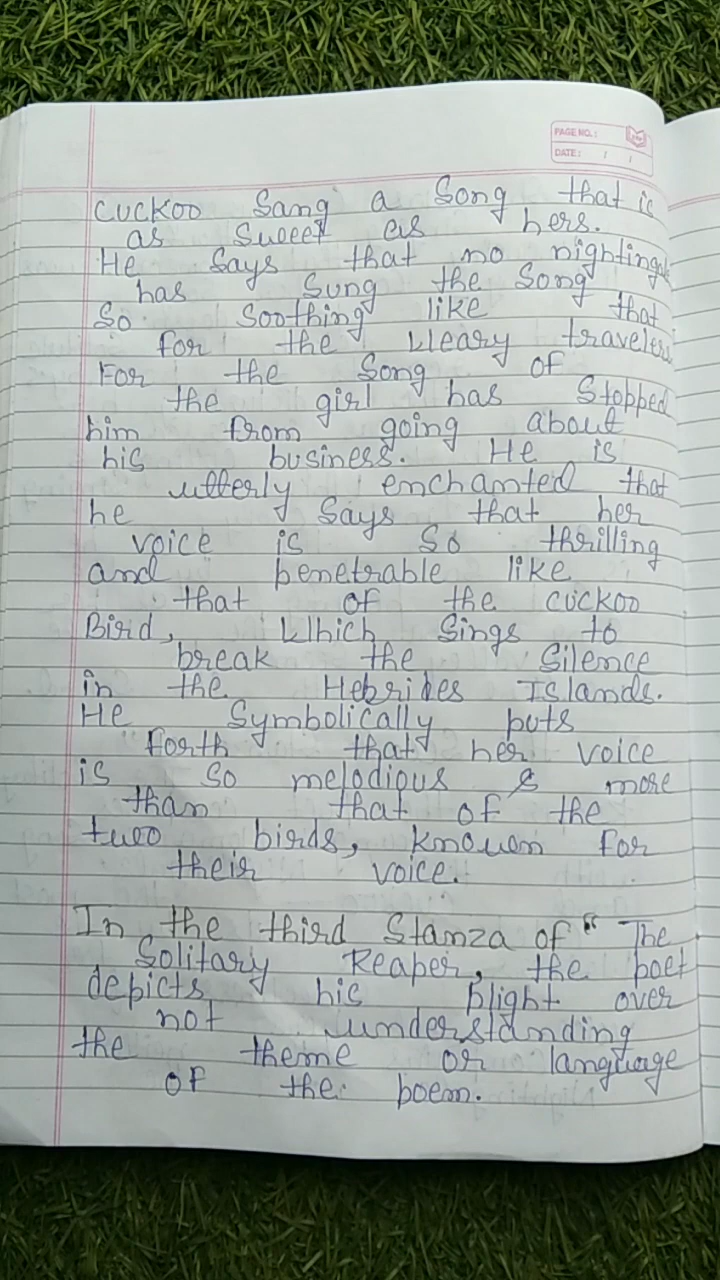 PAGE NO.:
DATE: / /
cuckoo sang a song that is
as sweet as hers.
He says that no nightingale
has sung the song
so soothing like that
for the weary travelers
For the song of
the girl has stopped
him from going about
his business. He is
utterly enchanted that
he says that her
voice is so thrilling
and penetrable like
that of the cuckoo
Bird, Which sings to
break the silence
in the Hebrides Islands.
He symbolically puts
forth that her voice
is so melodious & more
than that of the
two birds, known for
their voice.
In the third stanza of "The
Solitary Reaper, the poet
depicts his plight over
not understanding
the theme or language
of the poem.